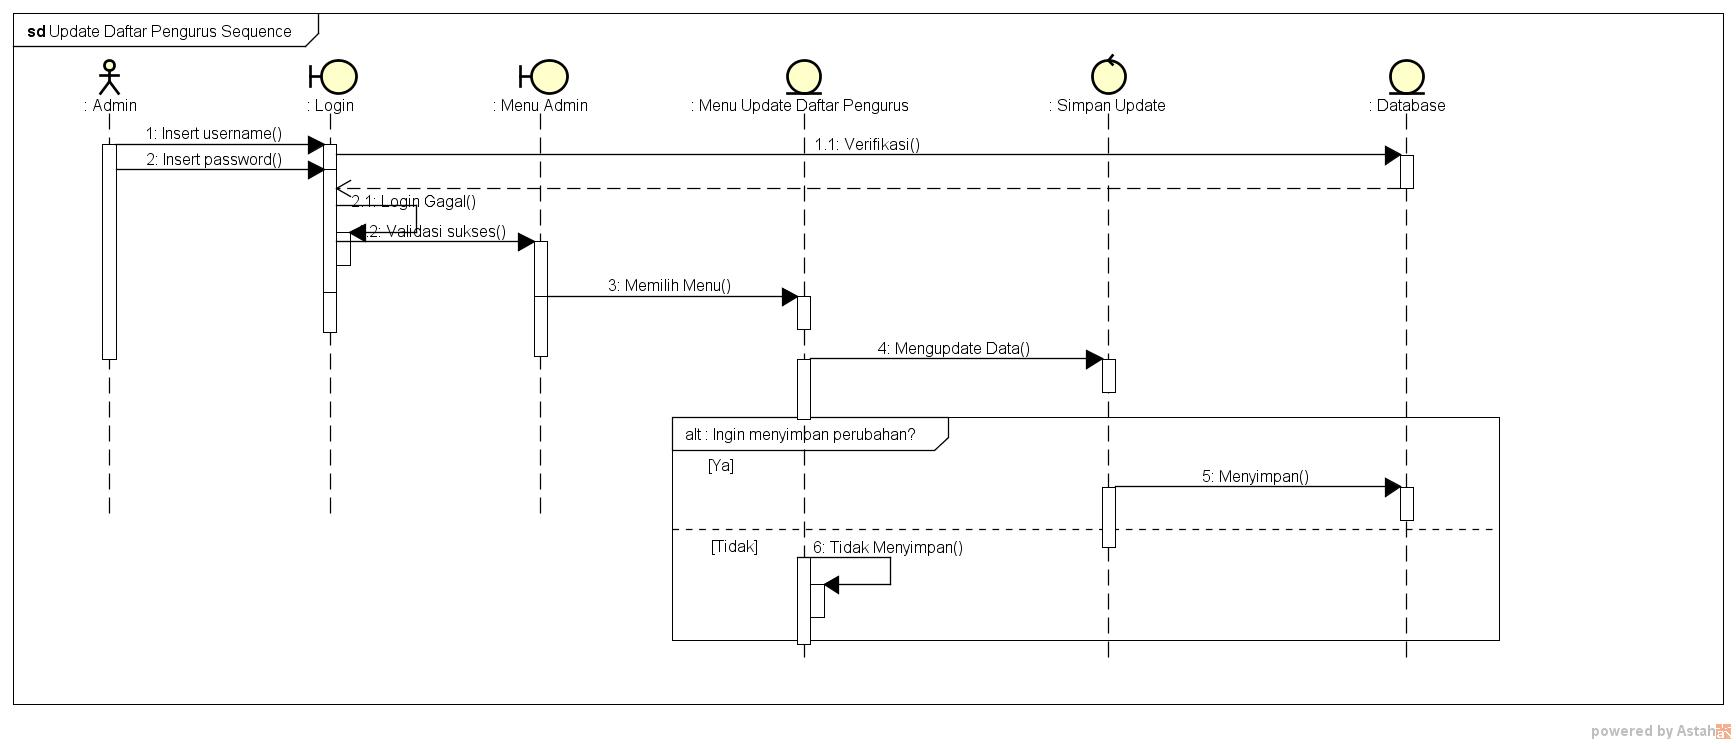 sd Update Daftar Pengurus Sequence
: Admin
: Login
: Menu Admin
: Menu Update Daftar Pengurus
: Simpan Update
: Database
1: Insert username()
1.1: Verifikasi()
2: Insert password()
2.1: Login Gagal()
.2: Validasi sukses()
3: Memilih Menu()
4: Mengupdate Data()
alt : Ingin menyimpan perubahan?
[Ya]
5: Menyimpan()
[Tidak]
6: Tidak Menyimpan()
powered by Astah